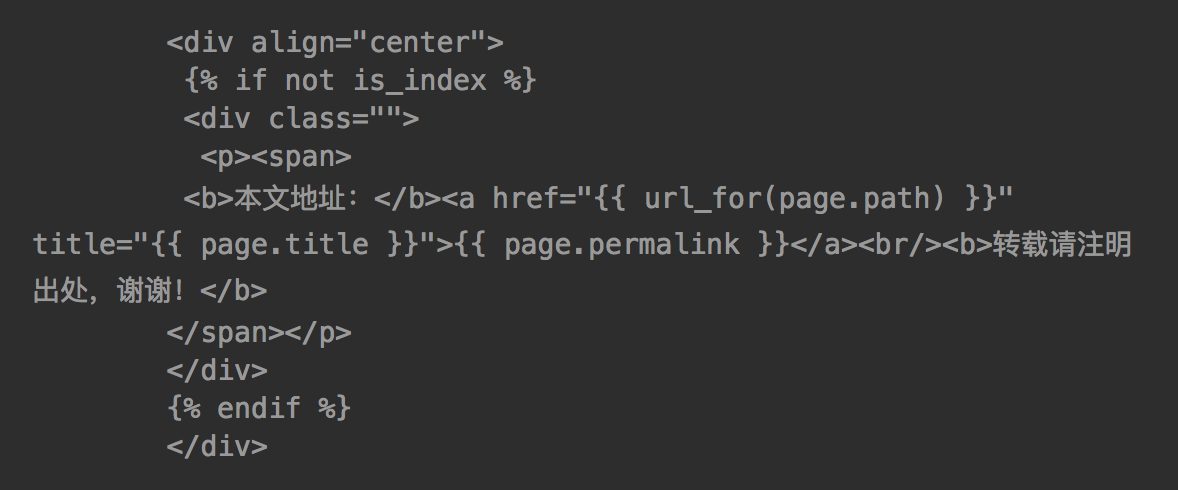 <div align="center">
{% if not is_index %}
<div class="">
<p><span>
<b>本文地址：</b><a href="{{ url_for(page.path) }}"
title="{{ page.title }}">{{ page.permalink }}</a><br/><b>转载请注明
出处，谢谢！</b>
</span></p>
</div>
{% endif %}
</div>